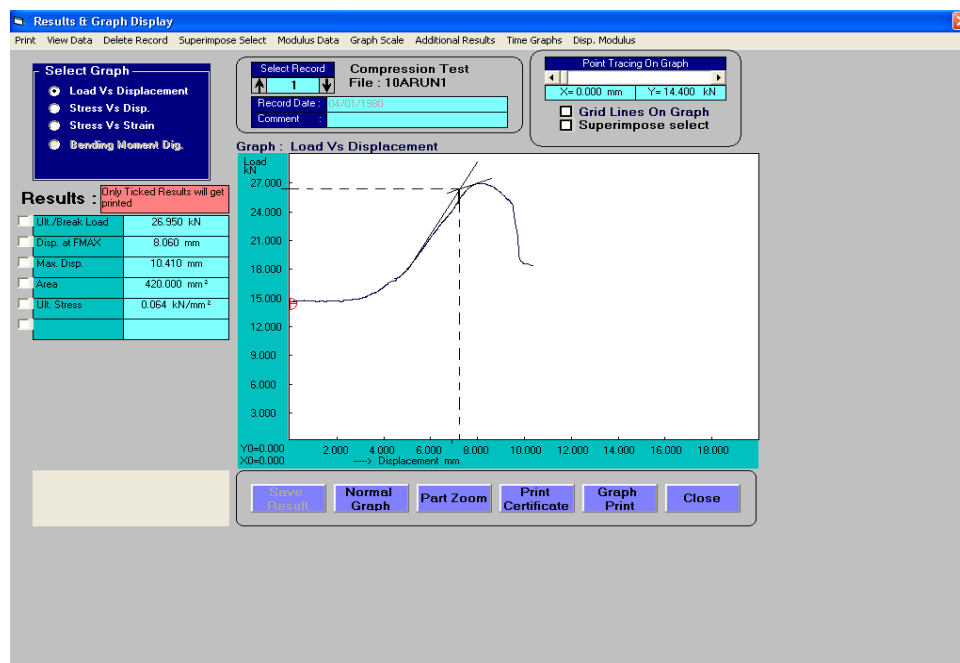 Results & Graph Display
Print View Data Delete Record Superimpose Select Modulus Data Graph Scale Additional Results Time Graphs Disp. Modulus
Select Graph
Load Vs Displacement
Stress Vs Disp.
Stress Vs Strain
Bending Moment Dig.
Select Record
1
Compression Test
File : 10ARUN1
Record Date : 04/01/1980
Comment :
Point Tracing On Graph
X= 0.000 mm Y= 14.400 kN
Grid Lines On Graph
Superimpose select
Results : Only Ticked Results will get printed
Ult./Break Load 26.950 kN
Disp. at FMAX 8.060 mm
Max. Disp. 10.410 mm
Area 420.000 mm²
Ult. Stress 0.064 kN/mm²
Graph : Load Vs Displacement
Load
kN
27.000
24.000
21.000
18.000
15.000
12.000
9.000
6.000
3.000
Y0=0.000
X0=0.000
2.000 4.000 6.000 8.000 10.000 12.000 14.000 16.000 18.000
----> Displacement mm
Save Result
Normal Graph
Part Zoom
Print Certificate
Graph Print
Close